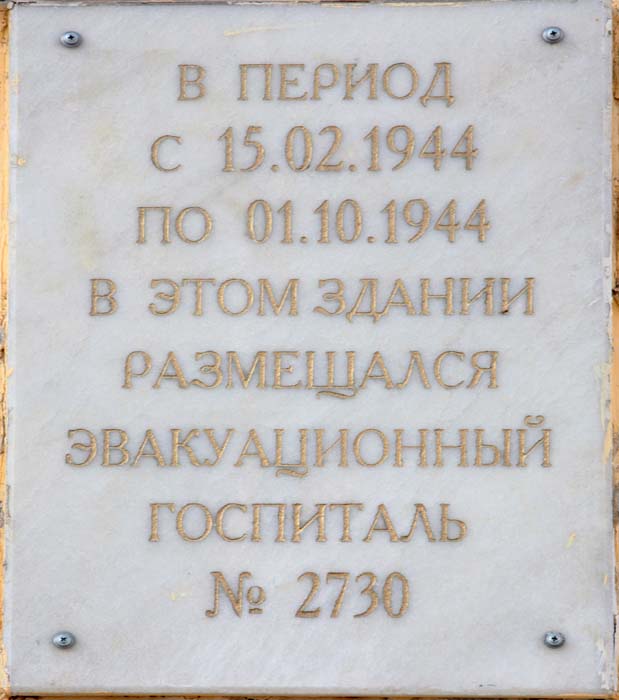 В ПЕРИОД
С 15.02.1944
ПО 01.10.1944
В ЭТОМ ЗДАНИИ
РАЗМЕЩАЛСЯ
ЭВАКУАЦИОННЫЙ
ГОСПИТАЛЬ
№ 2730